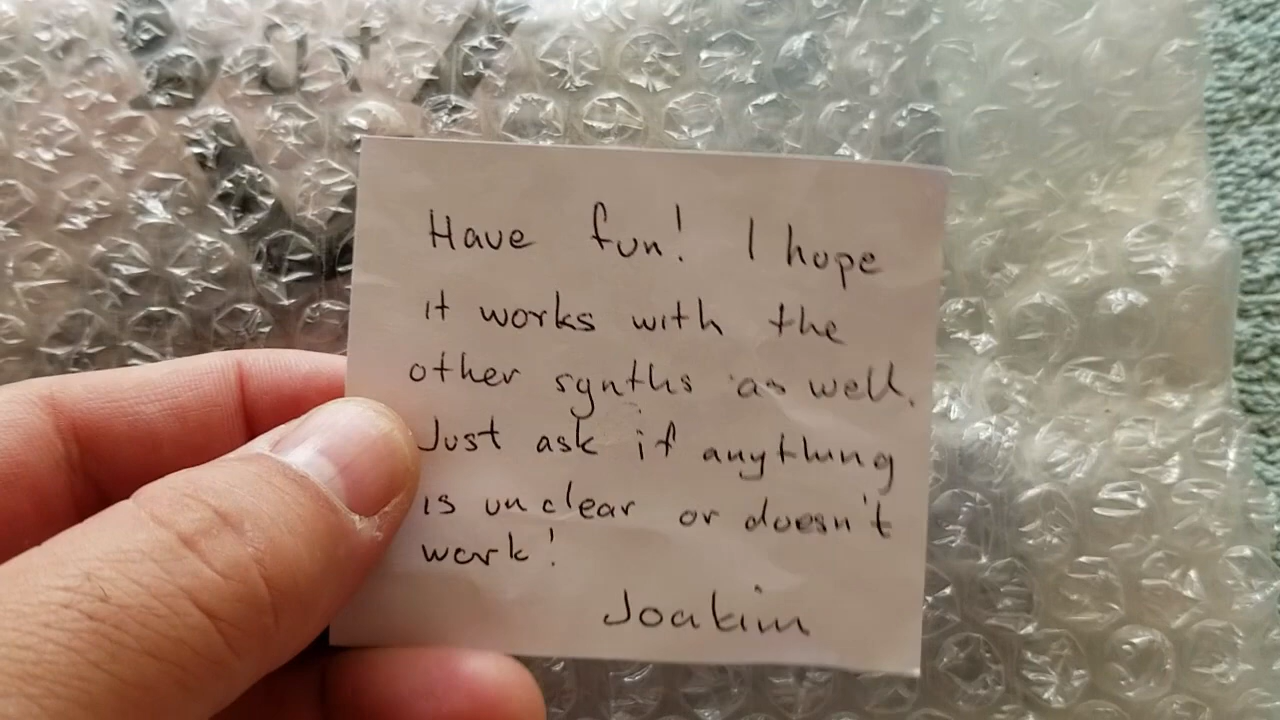 Have fun! I hope
it works with the
other synths as well.
Just ask if anything
is unclear or doesn't
work!
Joakim